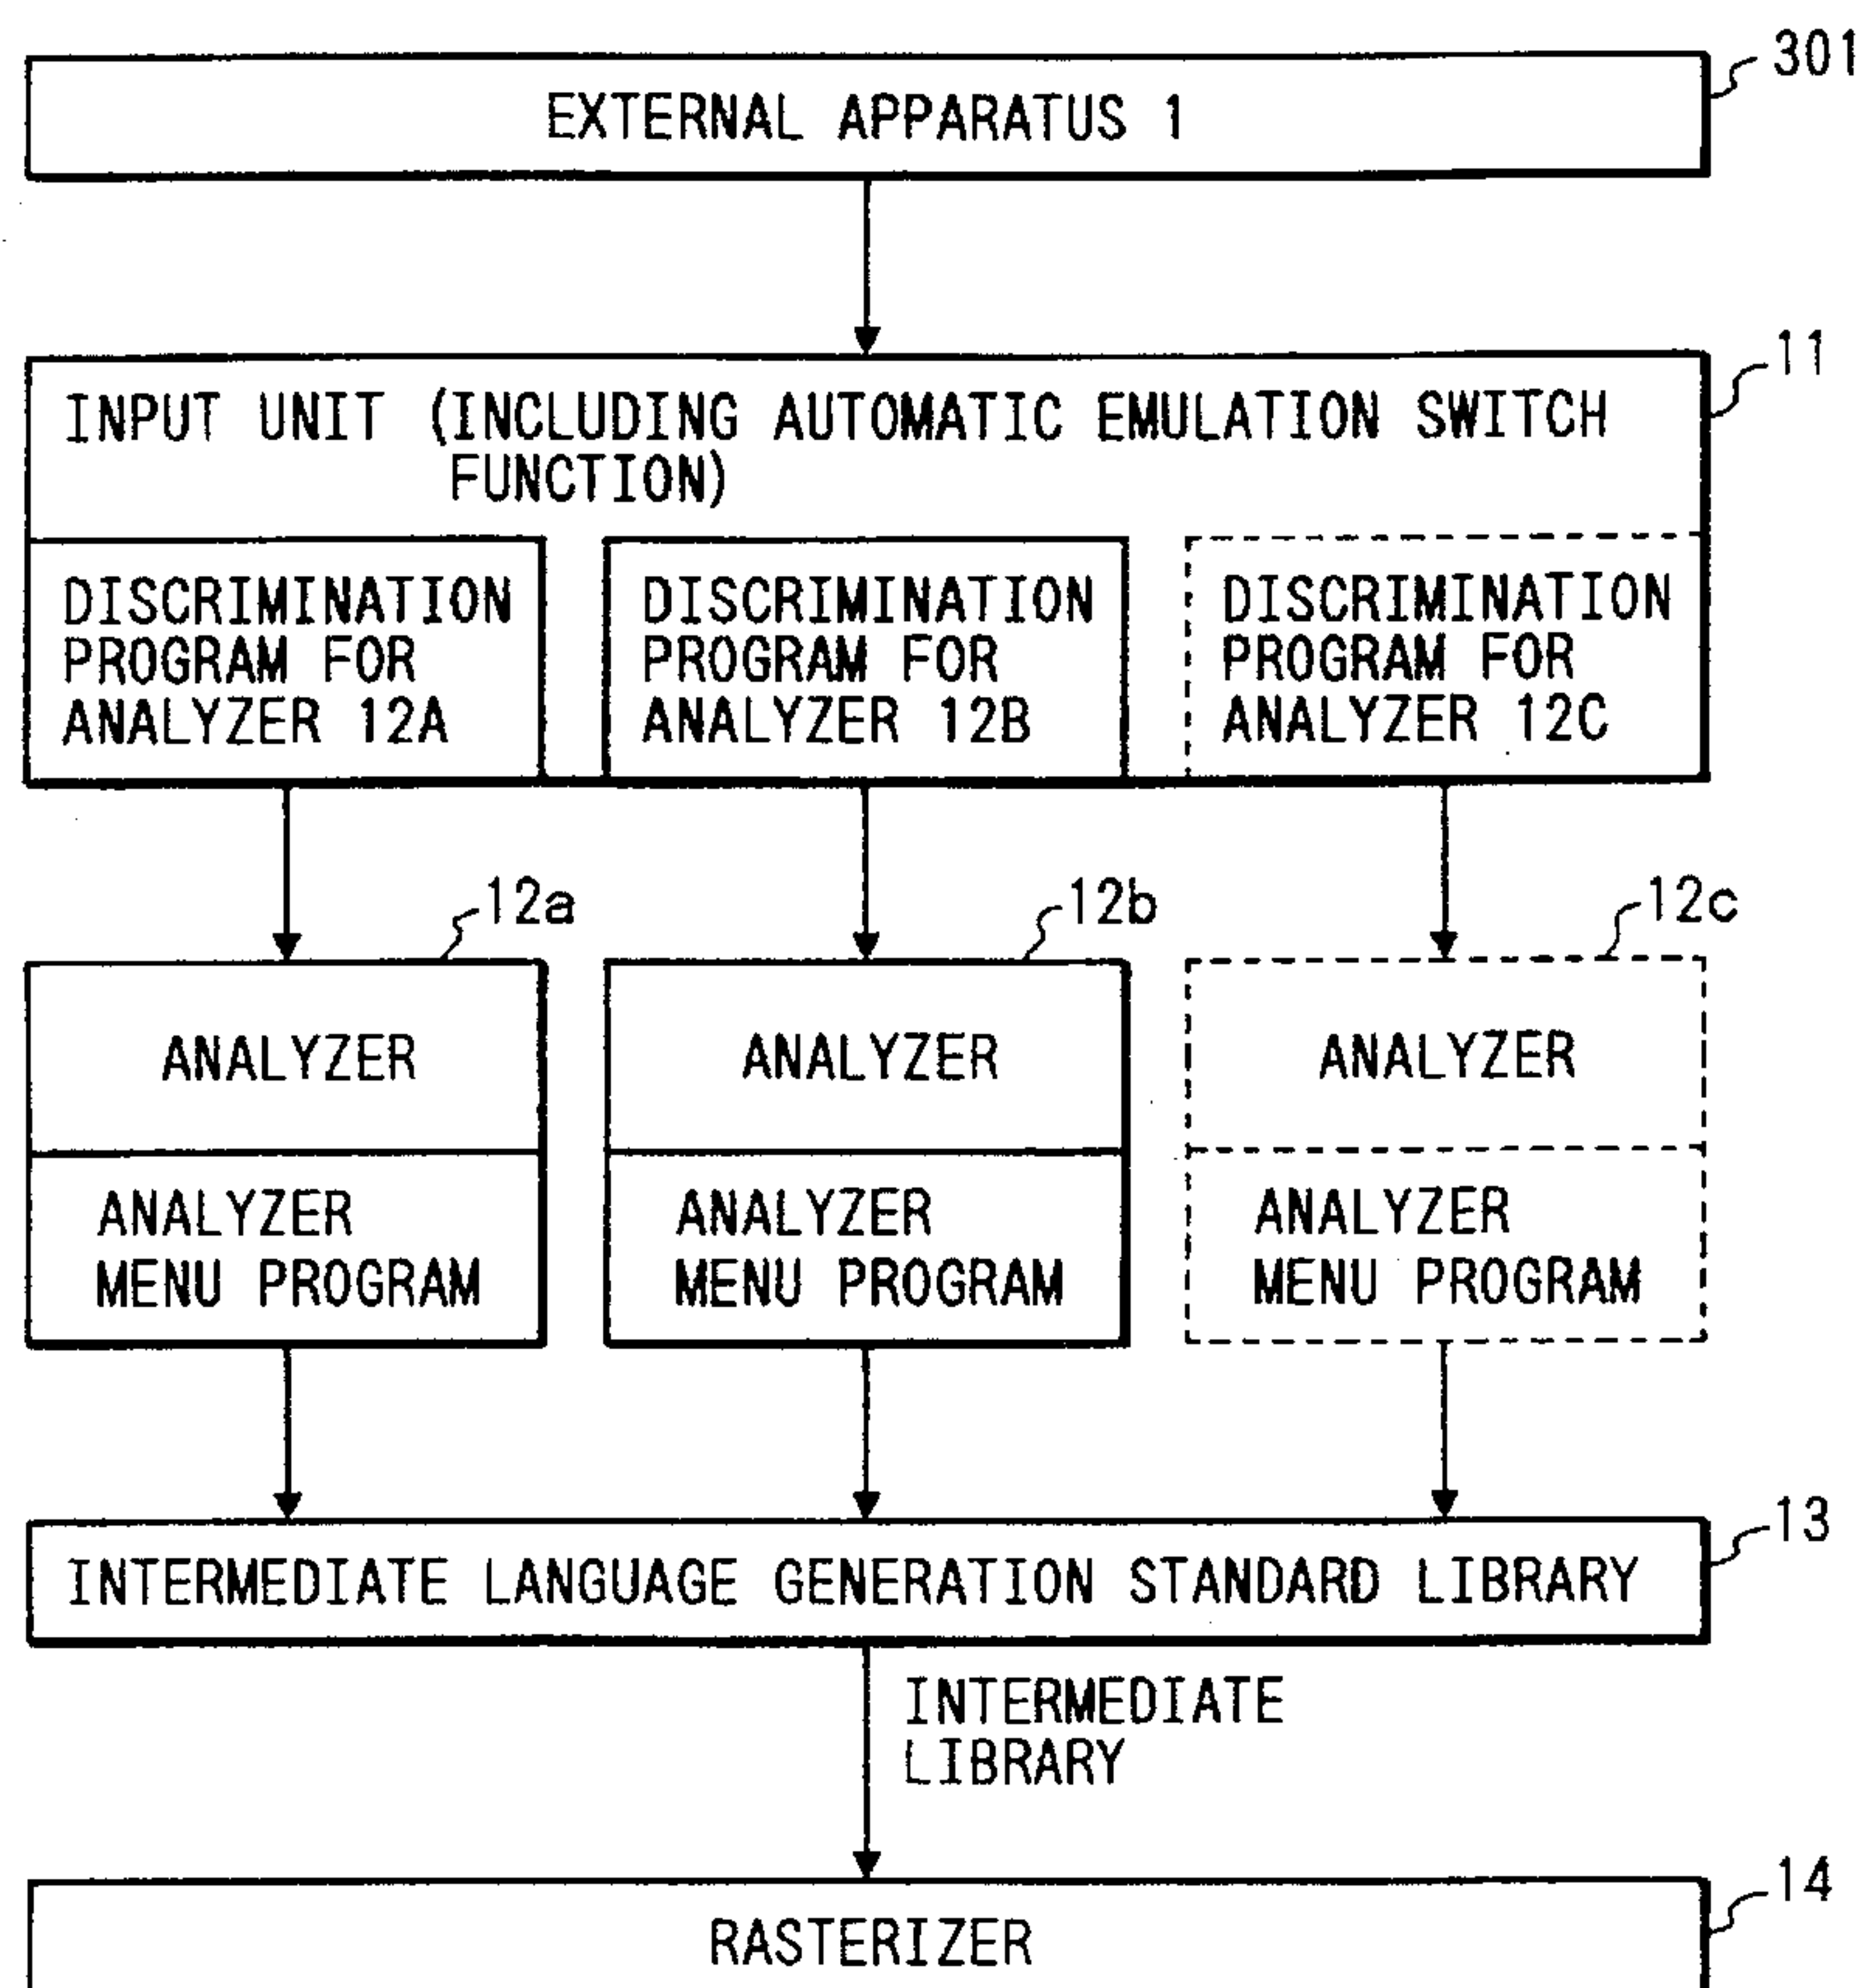 301
EXTERNAL APPARATUS 1
11
INPUT UNIT (INCLUDING AUTOMATIC EMULATION SWITCH
FUNCTION)
DISCRIMINATION
PROGRAM FOR
ANALYZER 12A
DISCRIMINATION
PROGRAM FOR
ANALYZER 12B
DISCRIMINATION
PROGRAM FOR
ANALYZER 12C
12a
12b
12c
ANALYZER
ANALYZER
ANALYZER
ANALYZER
MENU PROGRAM
ANALYZER
MENU PROGRAM
ANALYZER
MENU PROGRAM
13
INTERMEDIATE LANGUAGE GENERATION STANDARD LIBRARY
INTERMEDIATE
LIBRARY
14
RASTERIZER